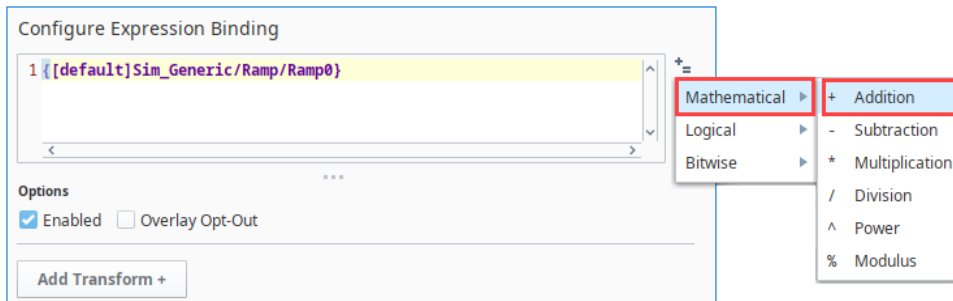 Configure Expression Binding
1 {[default]Sim_Generic/Ramp/Ramp0}
Mathematical
Logical
Bitwise
+ Addition
- Subtraction
* Multiplication
/ Division
^ Power
% Modulus
Options
Enabled Overlay Opt-Out
Add Transform +